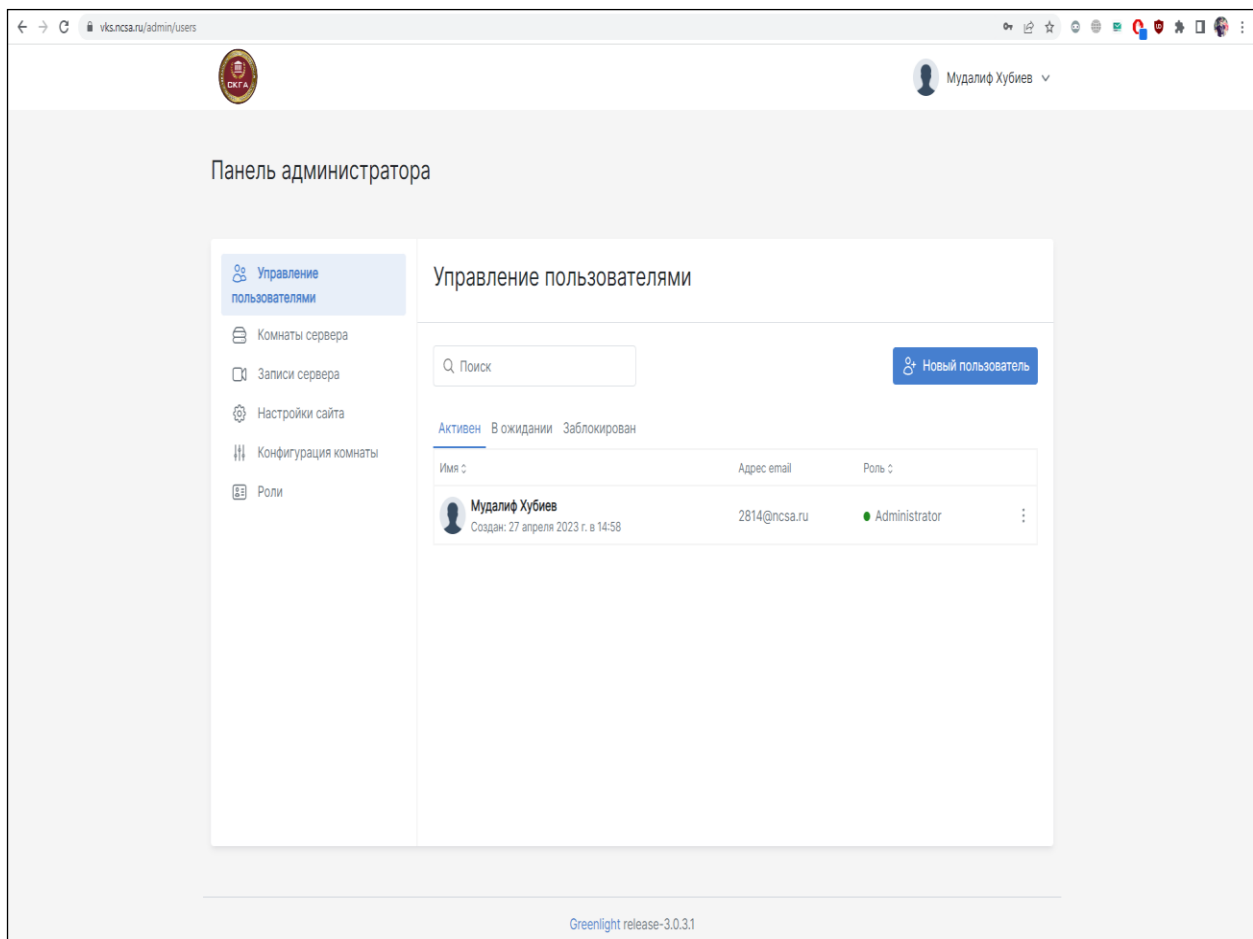 vks.ncsa.ru/admin/users
СКГА
Мудалиф Хубиев
Панель администратора
Управление
пользователями
Комнаты сервера
Записи сервера
Настройки сайта
Конфигурация комнаты
Роли
Управление пользователями
Поиск
Новый пользователь
Активен В ожидании Заблокирован
Имя Адрес email Роль
Мудалиф Хубиев
Создан: 27 апреля 2023 г. в 14:58
2814@ncsa.ru
Administrator
Greenlight release-3.0.3.1